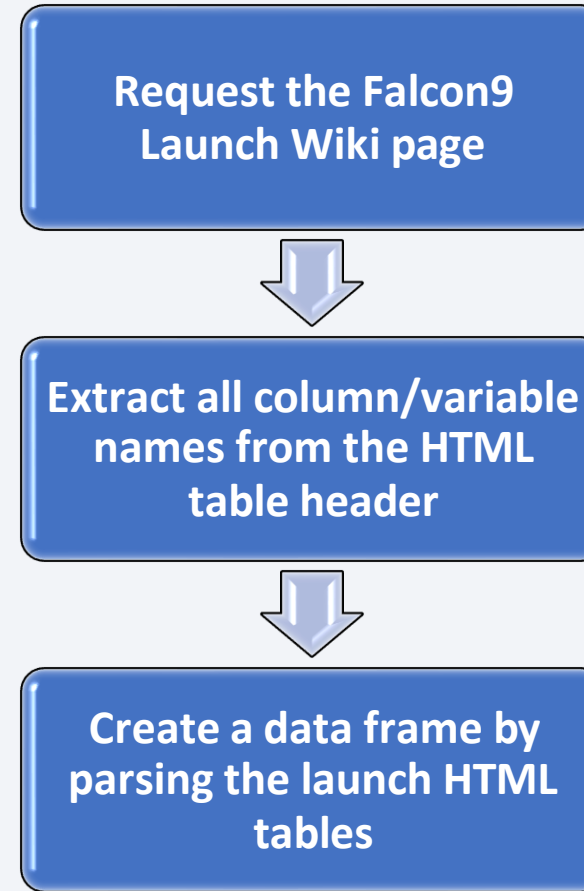 Request the Falcon9
Launch Wiki page
Extract all column/variable
names from the HTML
table header
Create a data frame by
parsing the launch HTML
tables